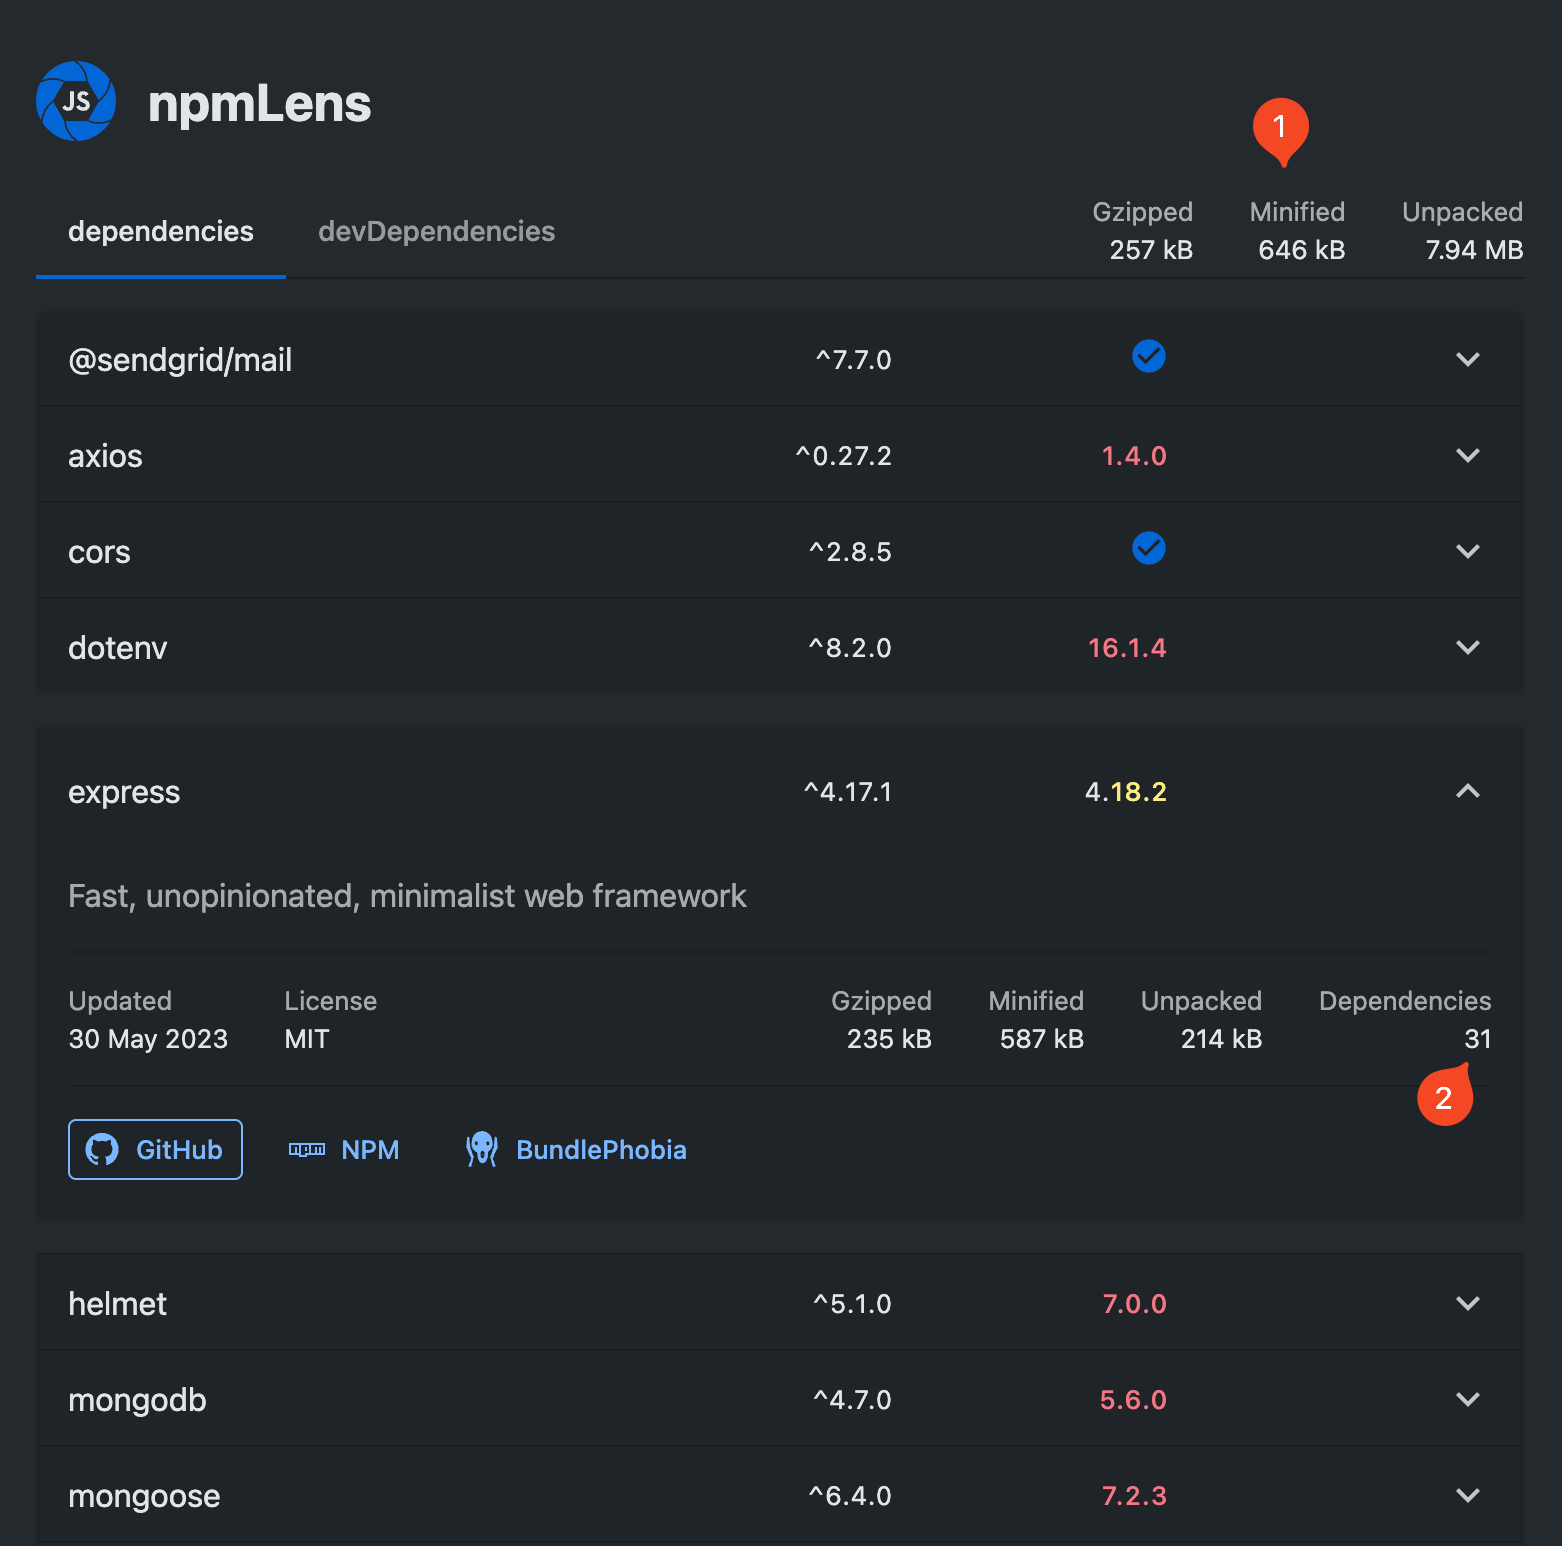 JS
npmLens
1
dependencies devDependencies
Gzipped Minified Unpacked
257 kB 646 kB 7.94 MB
@sendgrid/mail ^7.7.0
axios ^0.27.2 1.4.0
cors ^2.8.5
dotenv ^8.2.0 16.1.4
express ^4.17.1 4.18.2
Fast, unopinionated, minimalist web framework
Updated License Gzipped Minified Unpacked Dependencies
30 May 2023 MIT 235 kB 587 kB 214 kB 31
2
GitHub npm NPM BundlePhobia
helmet ^5.1.0 7.0.0
mongodb ^4.7.0 5.6.0
mongoose ^6.4.0 7.2.3